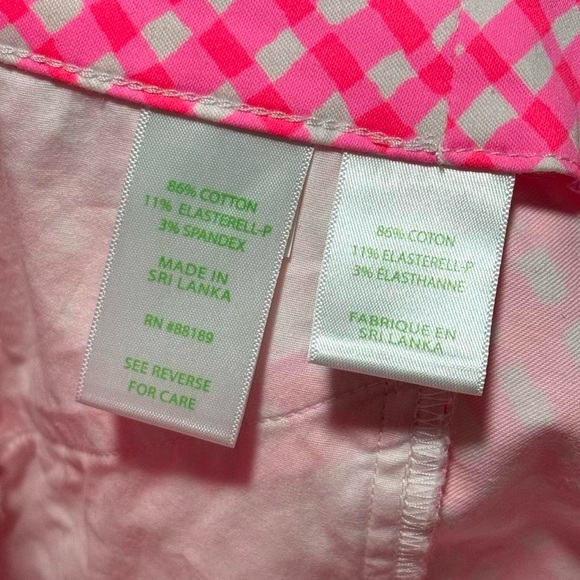 86% COTTON
11% ELASTERELL-P
3% SPANDEX
MADE IN
SRI LANKA
RN #88189
SEE REVERSE
FOR CARE
86% COTON
11% ELASTERELL-P
3% ÉLASTHANNE
FABRIQUE EN
SRI LANKA